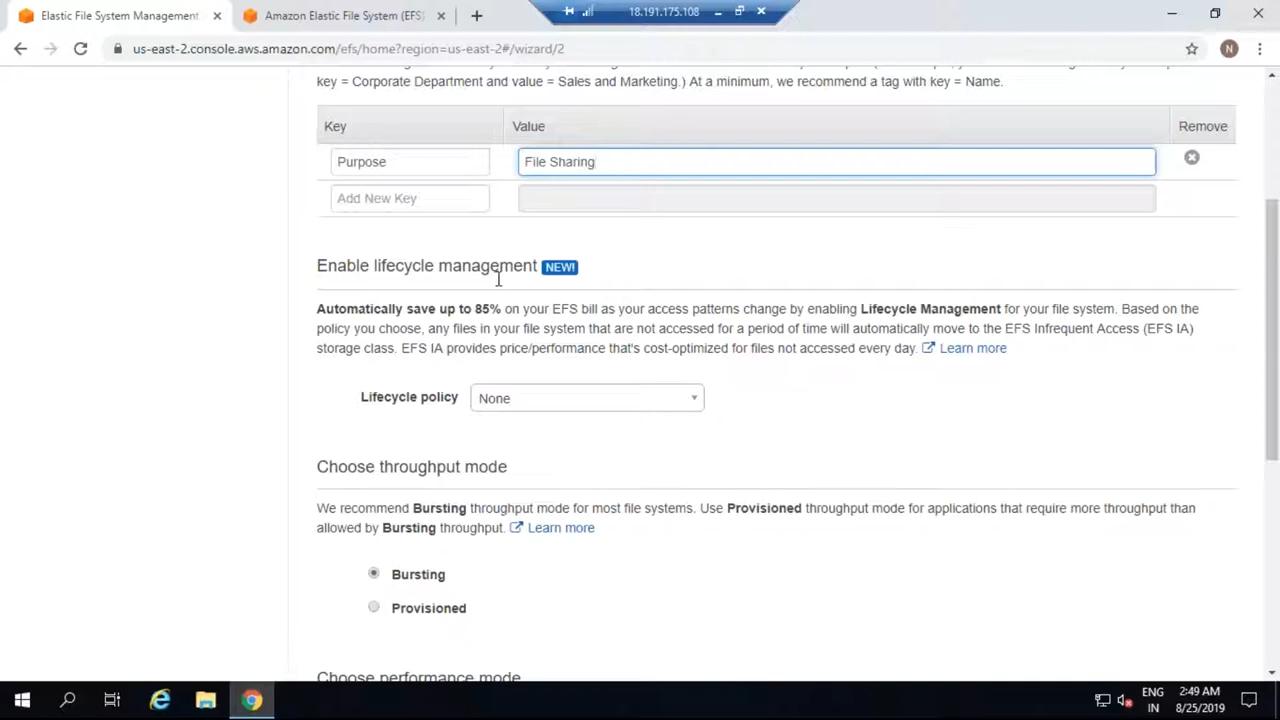 Elastic File System Management
Amazon Elastic File System (EFS)
18.191.175.108
us-east-2.console.aws.amazon.com/efs/home?region=us-east-2#/wizard/2
N
key = Corporate Department and value = Sales and Marketing.) At a minimum, we recommend a tag with key = Name.
Key Value Remove
Purpose File Sharing
Add New Key
Enable lifecycle management NEW!
Automatically save up to 85% on your EFS bill as your access patterns change by enabling Lifecycle Management for your file system. Based on the
policy you choose, any files in your file system that are not accessed for a period of time will automatically move to the EFS Infrequent Access (EFS IA)
storage class. EFS IA provides price/performance that's cost-optimized for files not accessed every day. Learn more
Lifecycle policy None
Choose throughput mode
We recommend Bursting throughput mode for most file systems. Use Provisioned throughput mode for applications that require more throughput than
allowed by Bursting throughput. Learn more
Bursting
Provisioned
Choose performance mode
ENG 2:49 AM
IN 8/25/2019